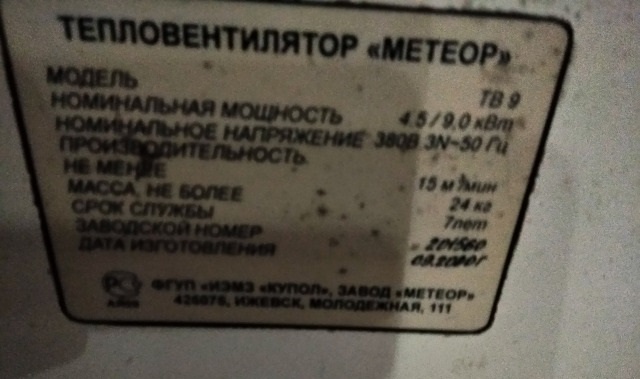 ТЕПЛОВЕНТИЛЯТОР «МЕТЕОР»
МОДЕЛЬ ТВ 9
НОМИНАЛЬНАЯ МОЩНОСТЬ 4.5/9,0 кВт
НОМИНАЛЬНОЕ НАПРЯЖЕНИЕ 380В 3N~50 Гц
ПРОИЗВОДИТЕЛЬНОСТЬ,
НЕ МЕНЕЕ 15 м³/мин
МАССА, НЕ БОЛЕЕ 24 кг
СРОК СЛУЖБЫ 7лет
ЗАВОДСКОЙ НОМЕР
ДАТА ИЗГОТОВЛЕНИЯ
ФГУП «ИЭМЗ «КУПОЛ», ЗАВОД «МЕТЕОР»
426076, ИЖЕВСК, МОЛОДЕЖНАЯ, 111